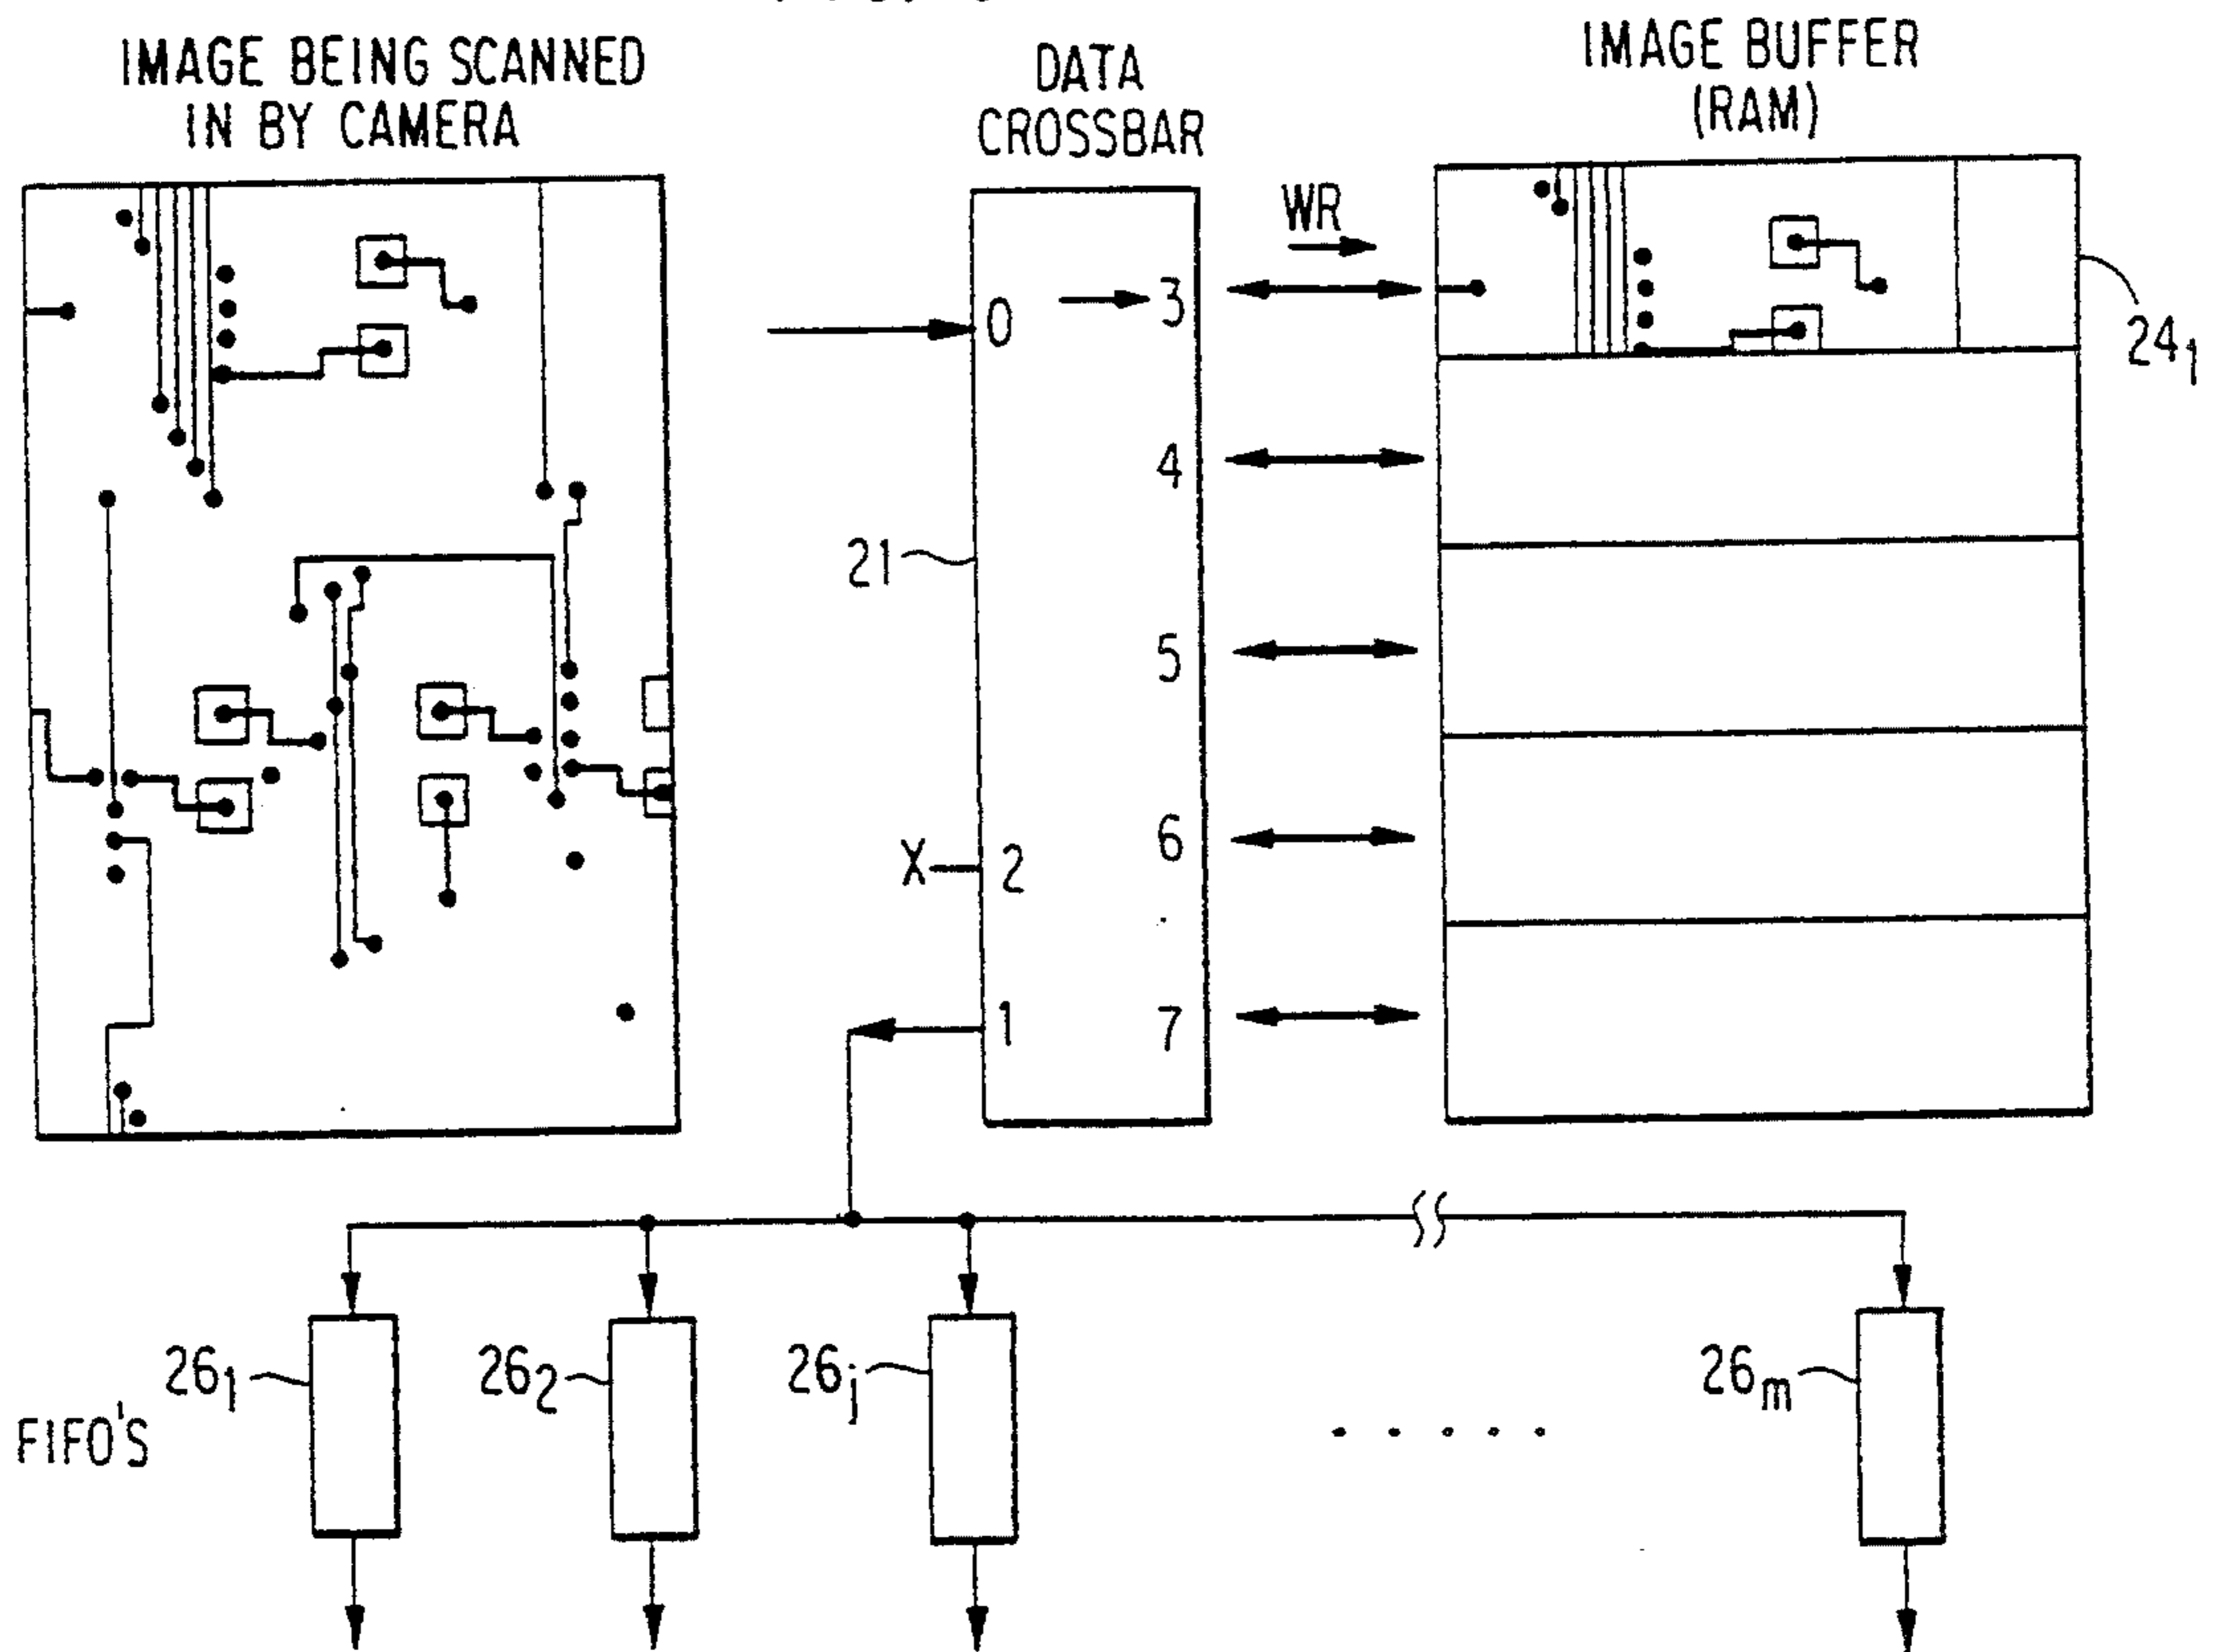 IMAGE BEING SCANNED
IN BY CAMERA
DATA
CROSSBAR
IMAGE BUFFER
(RAM)
WR
0
3
24₁
4
21
5
6
X
2
1
7
26₁
26₂
26ⱼ
26ₘ
FIFO'S